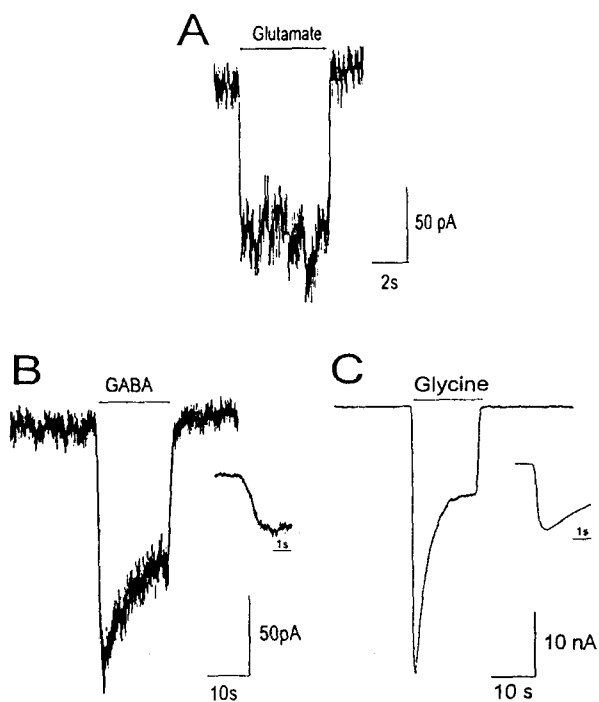 A
Glutamate
50 pA
2s
B
GABA
1s
50pA
10s
C
Glycine
1s
10 nA
10 s